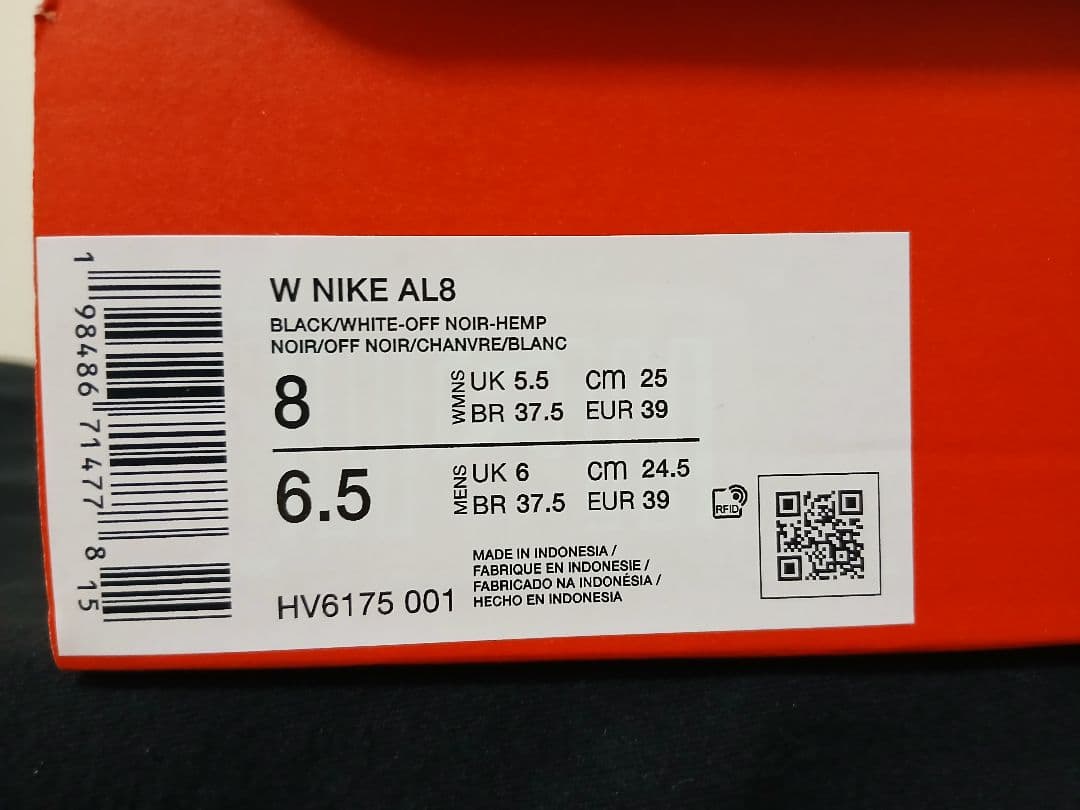 W NIKE AL8
BLACK/WHITE-OFF NOIR-HEMP
NOIR/OFF NOIR/CHANVRE/BLANC
8
WMNS
UK 5.5 cm 25
BR 37.5 EUR 39
6.5
MENS
UK 6 cm 24.5
BR 37.5 EUR 39
RFID
MADE IN INDONESIA /
FABRIQUE EN INDONESIE /
FABRICADO NA INDONÉSIA /
HECHO EN INDONESIA
HV6175 001
1 98486 71477 8 15